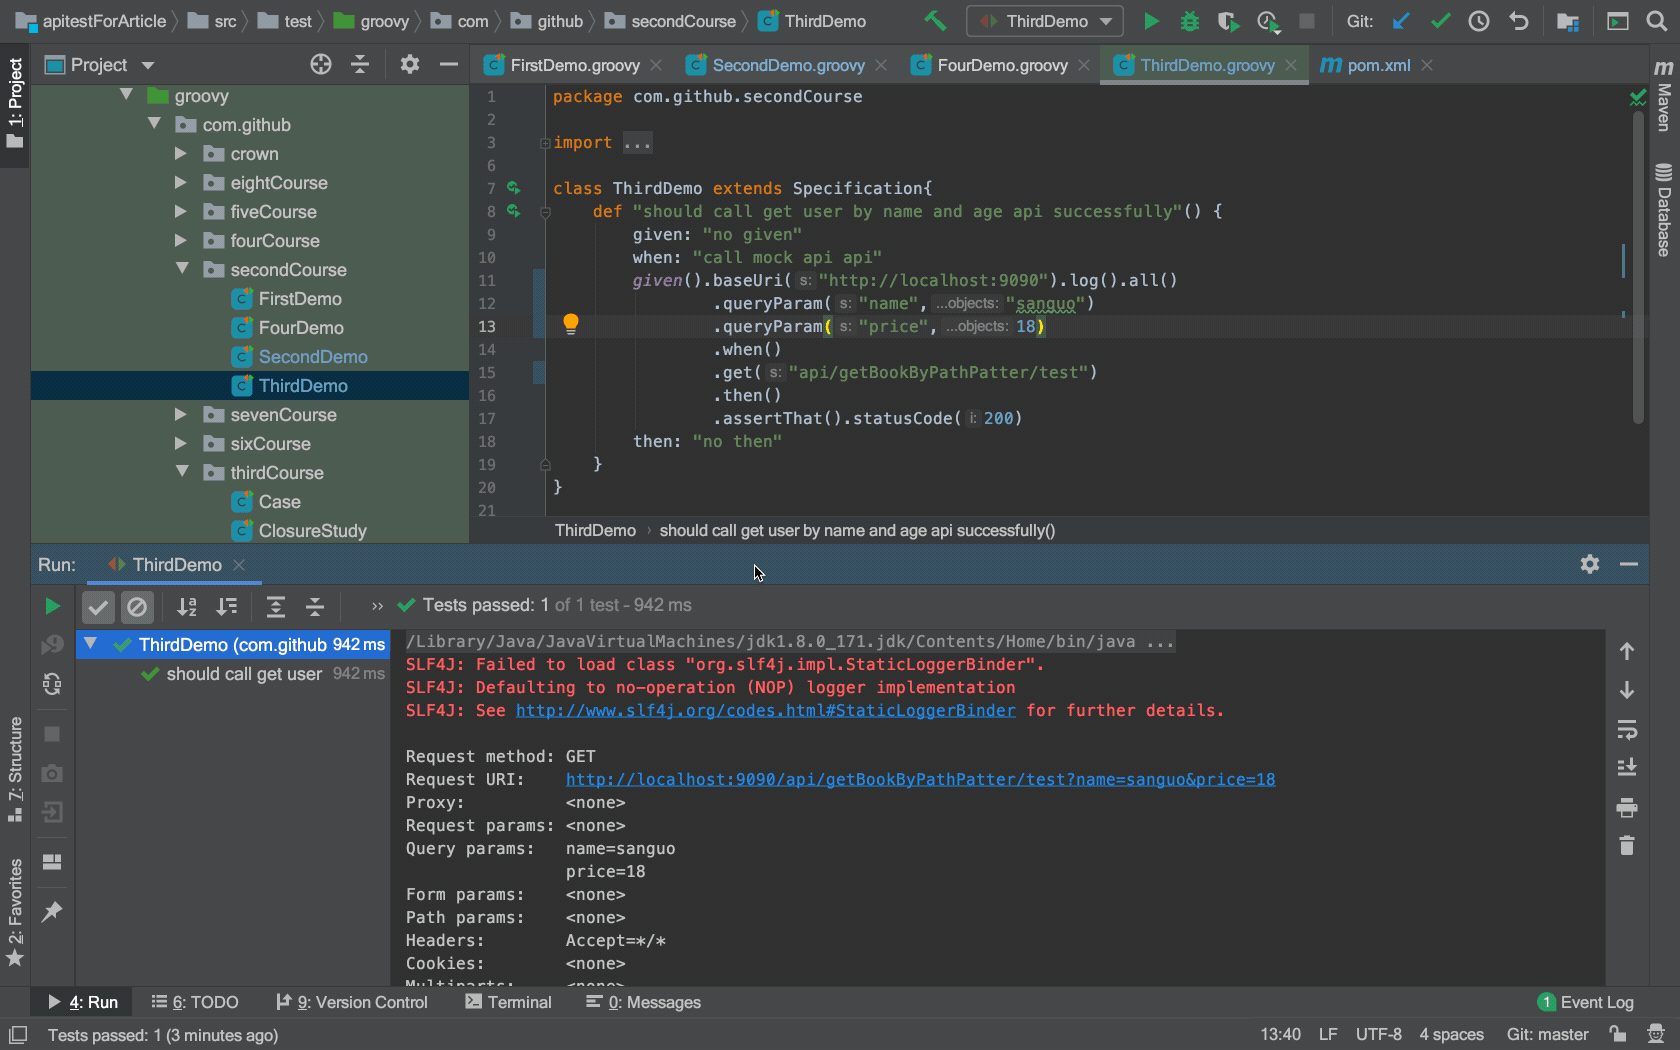 apitestForArticle src test groovy com github secondCourse ThirdDemo ThirdDemo Git:
1: Project
Project
FirstDemo.groovy SecondDemo.groovy FourDemo.groovy ThirdDemo.groovy m pom.xml
m Maven
Database
groovy
com.github
crown
eightCourse
fiveCourse
fourCourse
secondCourse
FirstDemo
FourDemo
SecondDemo
ThirdDemo
sevenCourse
sixCourse
thirdCourse
Case
ClosureStudy
1 package com.github.secondCourse
2
3 import ...
6
7 class ThirdDemo extends Specification{
8 def "should call get user by name and age api successfully"() {
9 given: "no given"
10 when: "call mock api api"
11 given().baseUri( s: "http://localhost:9090").log().all()
12 .queryParam( s: "name", ...objects: "sanguo")
13 .queryParam( s: "price", ...objects: 18)
14 .when()
15 .get( s: "api/getBookByPathPatter/test")
16 .then()
17 .assertThat().statusCode( i: 200)
18 then: "no then"
19 }
20 }
21
ThirdDemo › should call get user by name and age api successfully()
Run: ThirdDemo
» Tests passed: 1 of 1 test - 942 ms
ThirdDemo (com.github 942 ms
should call get user 942 ms
/Library/Java/JavaVirtualMachines/jdk1.8.0_171.jdk/Contents/Home/bin/java ...
SLF4J: Failed to load class "org.slf4j.impl.StaticLoggerBinder".
SLF4J: Defaulting to no-operation (NOP) logger implementation
SLF4J: See http://www.slf4j.org/codes.html#StaticLoggerBinder for further details.
Request method: GET
Request URI: http://localhost:9090/api/getBookByPathPatter/test?name=sanguo&price=18
Proxy: <none>
Request params: <none>
Query params: name=sanguo
price=18
Form params: <none>
Path params: <none>
Headers: Accept=*/*
Cookies: <none>
Multiparts: <none>
7: Structure
2: Favorites
4: Run 6: TODO 9: Version Control Terminal 0: Messages 1 Event Log
Tests passed: 1 (3 minutes ago) 13:40 LF UTF-8 4 spaces Git: master